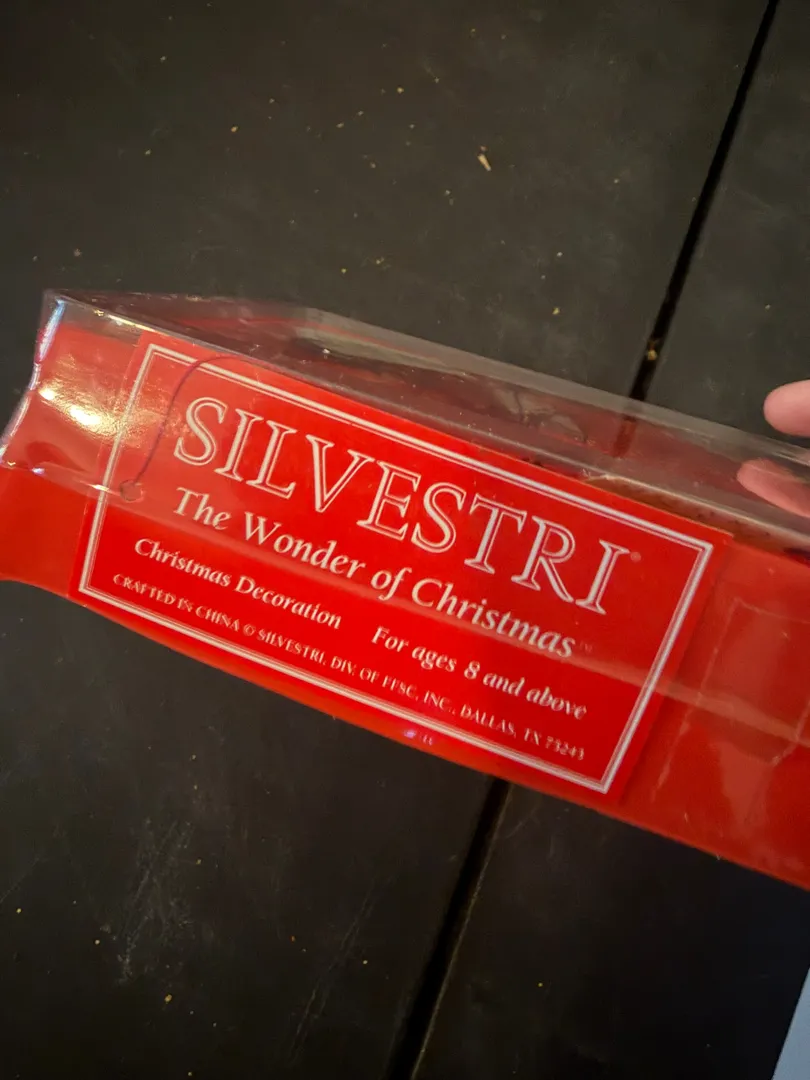 SILVESTRI®
The Wonder of Christmas™
Christmas Decoration For ages 8 and above
CRAFTED IN CHINA © SILVESTRI, DIV. OF FFSC, INC., DALLAS, TX 75243